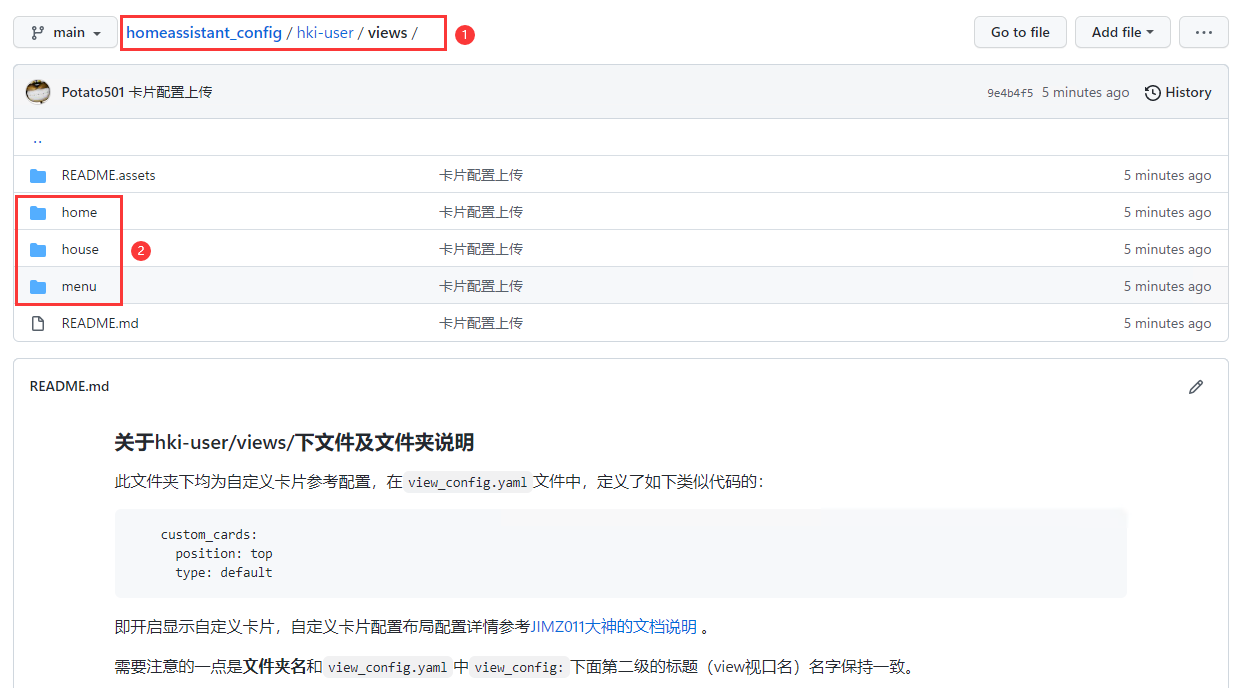 main homeassistant_config / hki-user / views / 1 Go to file Add file ...
Potato501 卡片配置上传 9e4b4f5 5 minutes ago History
..
README.assets 卡片配置上传 5 minutes ago
home 卡片配置上传 5 minutes ago
house 2 卡片配置上传 5 minutes ago
menu 卡片配置上传 5 minutes ago
README.md 卡片配置上传 5 minutes ago
README.md
关于hki-user/views/下文件及文件夹说明
此文件夹下均为自定义卡片参考配置，在 view_config.yaml 文件中，定义了如下类似代码的：
custom_cards:
position: top
type: default
即开启显示自定义卡片，自定义卡片配置布局配置详情参考JIMZ011大神的文档说明 。
需要注意的一点是文件夹名和 view_config.yaml 中 view_config: 下面第二级的标题（view视口名）名字保持一致。